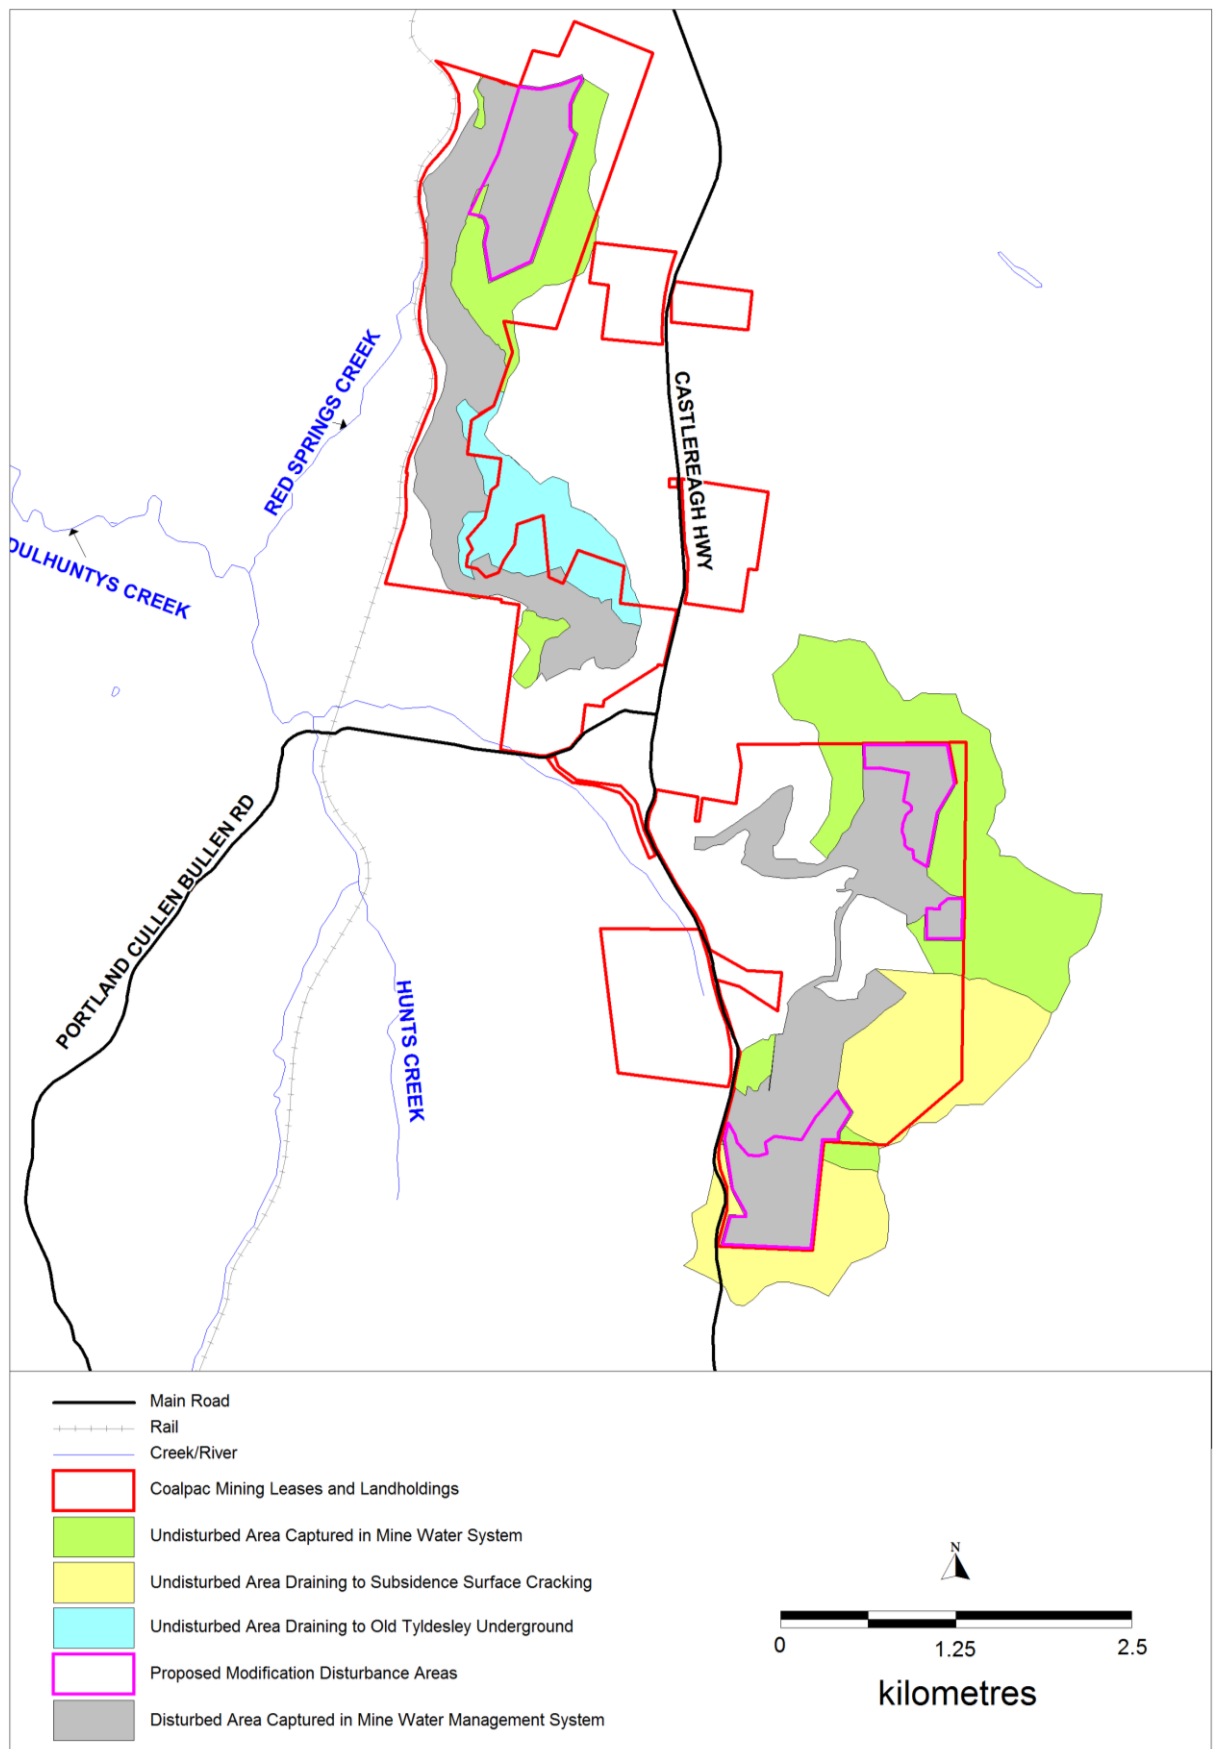 RED SPRINGS CREEK
CASTLEREAGH HWY
DULHUNTYS CREEK
PORTLAND CULLEN BULLEN RD
HUNTS CREEK
Main Road
Rail
Creek/River
Coalpac Mining Leases and Landholdings
Undisturbed Area Captured in Mine Water System
Undisturbed Area Draining to Subsidence Surface Cracking
Undisturbed Area Draining to Old Tyldesley Underground
Proposed Modification Disturbance Areas
Disturbed Area Captured in Mine Water Management System
N
0 1.25 2.5
kilometres